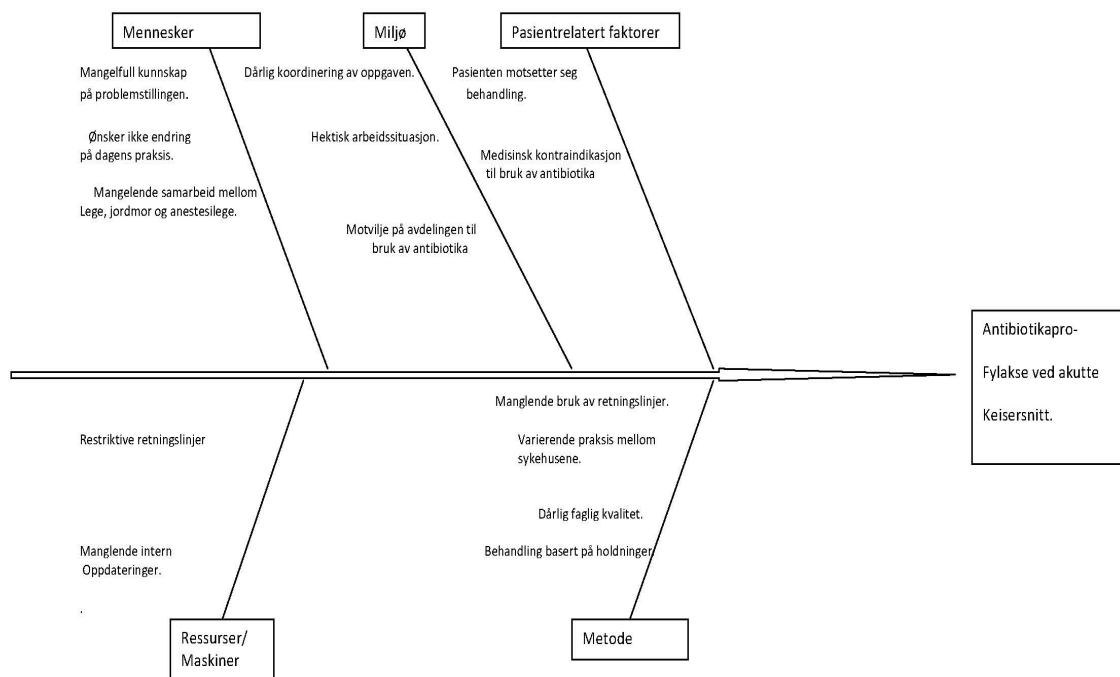 Mennesker
Mangelfull kunnskap
på problemstillingen.
Ønsker ikke endring
på dagens praksis.
Mangelende samarbeid mellom
Lege, jordmor og anestesilege.
Miljø
Dårlig koordinering av oppgaven.
Hektisk arbeidssituasjon.
Motvilje på avdelingen til
bruk av antibiotika
Pasientrelatert faktorer
Pasienten motsetter seg
behandling.
Medisinsk kontraindikasjon
til bruk av antibiotika
Antibiotikapro-
Fylakse ved akutte
Keisersnitt.
Restriktive retningslinjer
Manglende intern
Oppdateringer.
.
Ressurser/
Maskiner
Manglende bruk av retningslinjer.
Varierende praksis mellom
sykehusene.
Dårlig faglig kvalitet.
Behandling basert på holdninger.
Metode